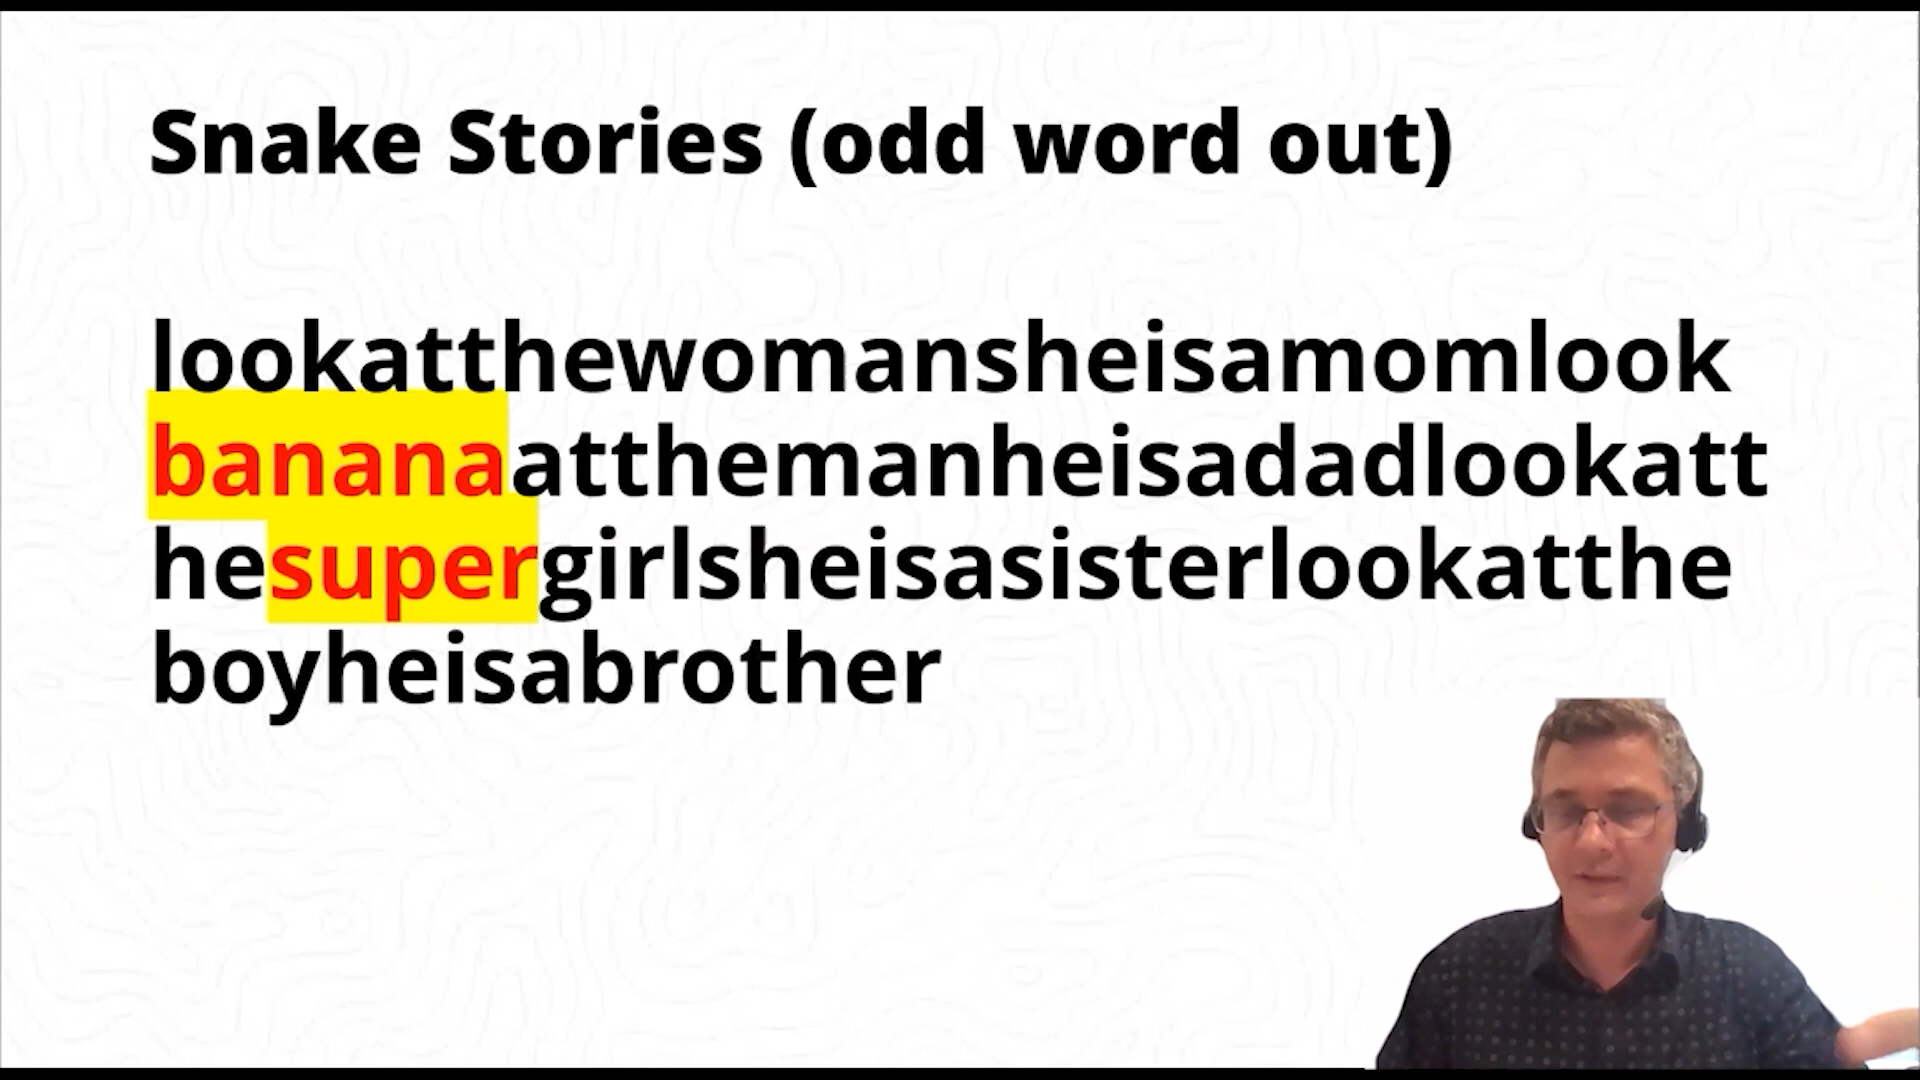 Snake Stories (odd word out)
lookatthewomansheisamomlook
bananaatthemanheisadadlookatt
hesupergirlsheisasisterlookatthe
boyheisabrother